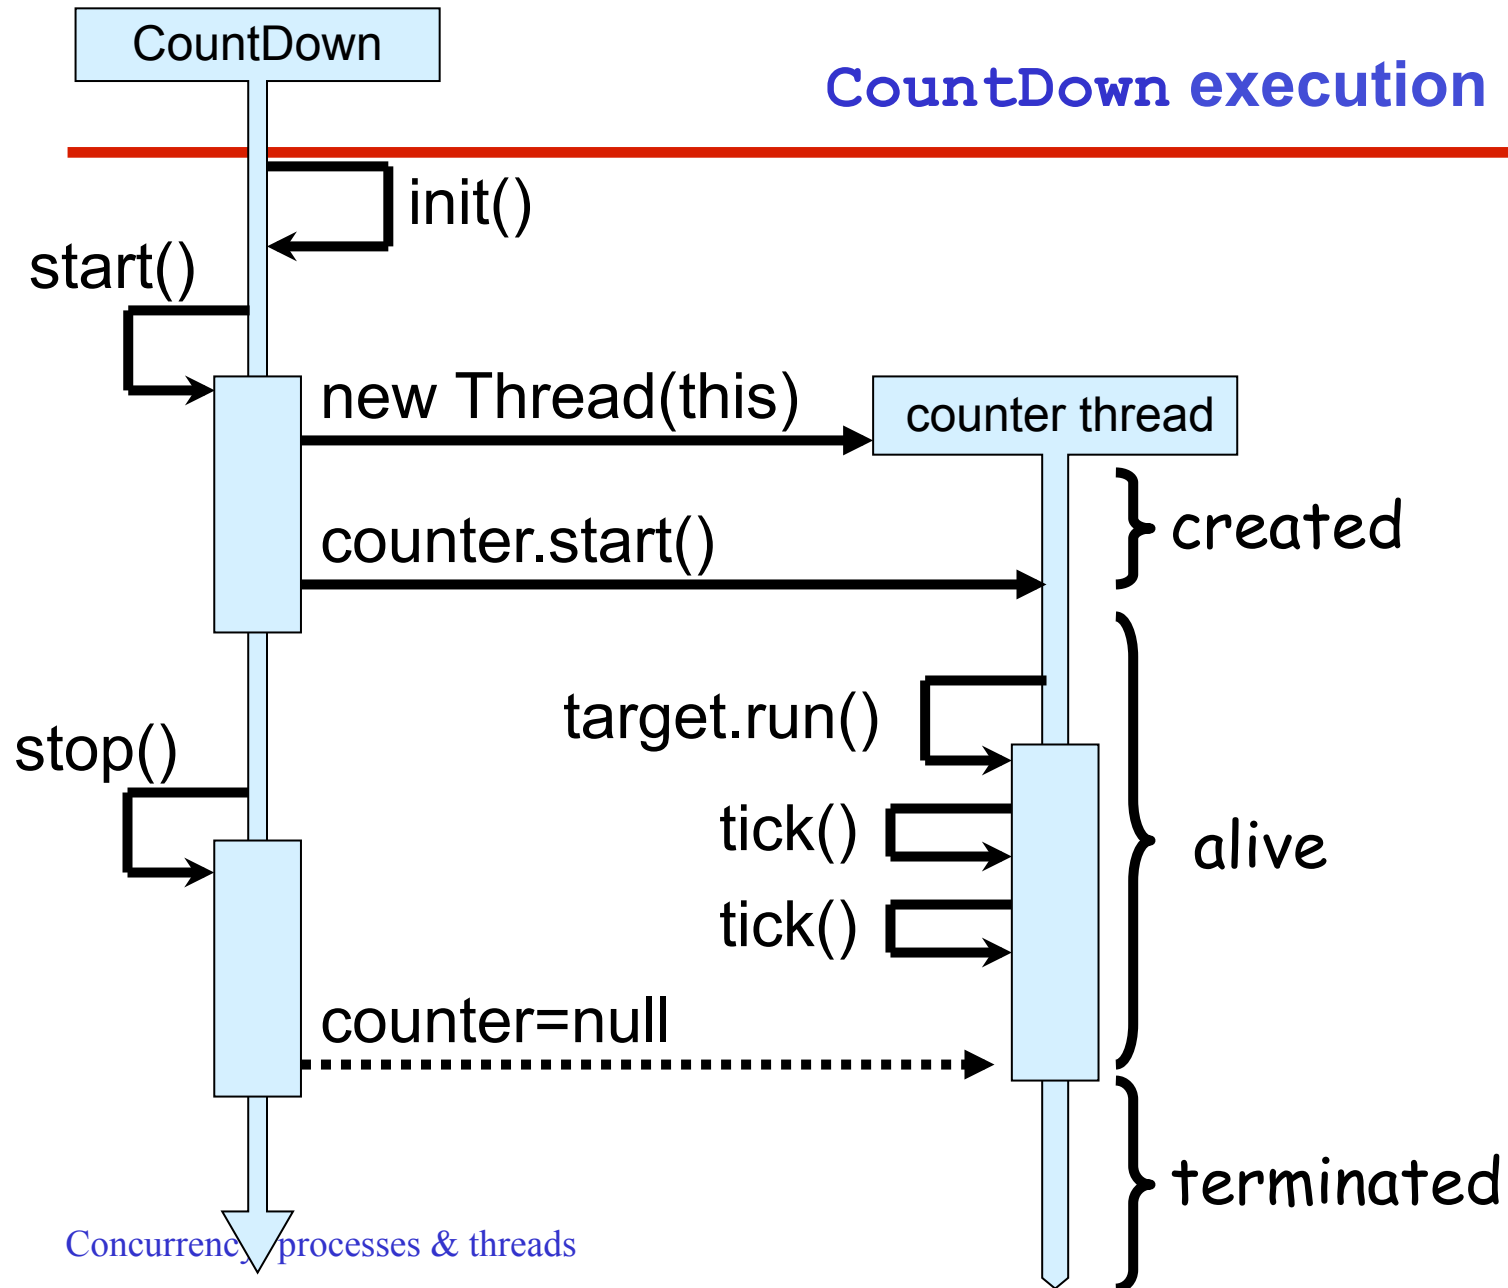 CountDown
CountDown execution
init()
start()
new Thread(this)
counter thread
created
counter.start()
target.run()
stop()
tick()
alive
tick()
counter=null
terminated
Concurrency processes & threads